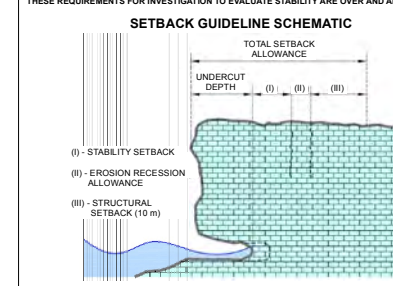 THESE REQUIREMENTS FOR INVESTIGATION TO EVALUATE STABILITY ARE OVER AND
SETBACK GUIDELINE SCHEMATIC
TOTAL SETBACK
ALLOWANCE
UNDERCUT
DEPTH
(I) (II) (III)
(I) - STABILITY SETBACK
(II) - EROSION RECESSION
ALLOWANCE
(III) - STRUCTURAL
SETBACK (10 m)